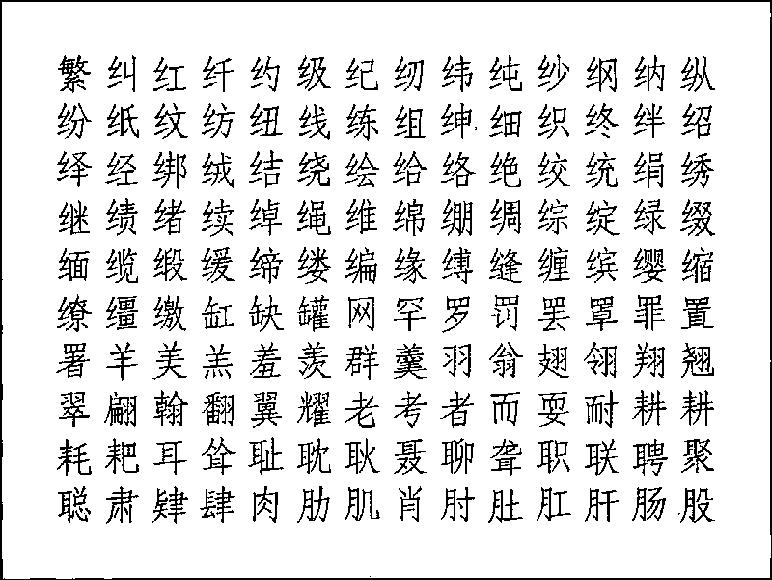 繁 纠 红 纤 约 级 纪 纫 纬 纯 纱 纲 纳 纵
纷 纸 纹 纺 纽 线 练 组 绅 细 织 终 绊 绍
绎 经 绑 绒 结 绕 绘 给 络 绝 绞 统 绢 绣
继 绩 绪 续 绰 绳 维 绵 绷 绸 综 绽 绿 缀
缅 缆 缎 缓 缔 缕 编 缘 缚 缝 缠 缤 缨 缩
缭 缰 缴 缸 缺 罐 网 罕 罗 罚 罢 罩 罪 置
署 羊 美 羔 羞 羡 群 羹 羽 翁 翅 翎 翔 翘
翠 翩 翰 翻 翼 耀 老 考 者 而 耍 耐 耕 耕
耗 耙 耳 耸 耻 耽 耿 聂 聊 聋 职 联 聘 聚
聪 肃 肄 肆 肉 肋 肌 肖 肘 肚 肛 肝 肠 股